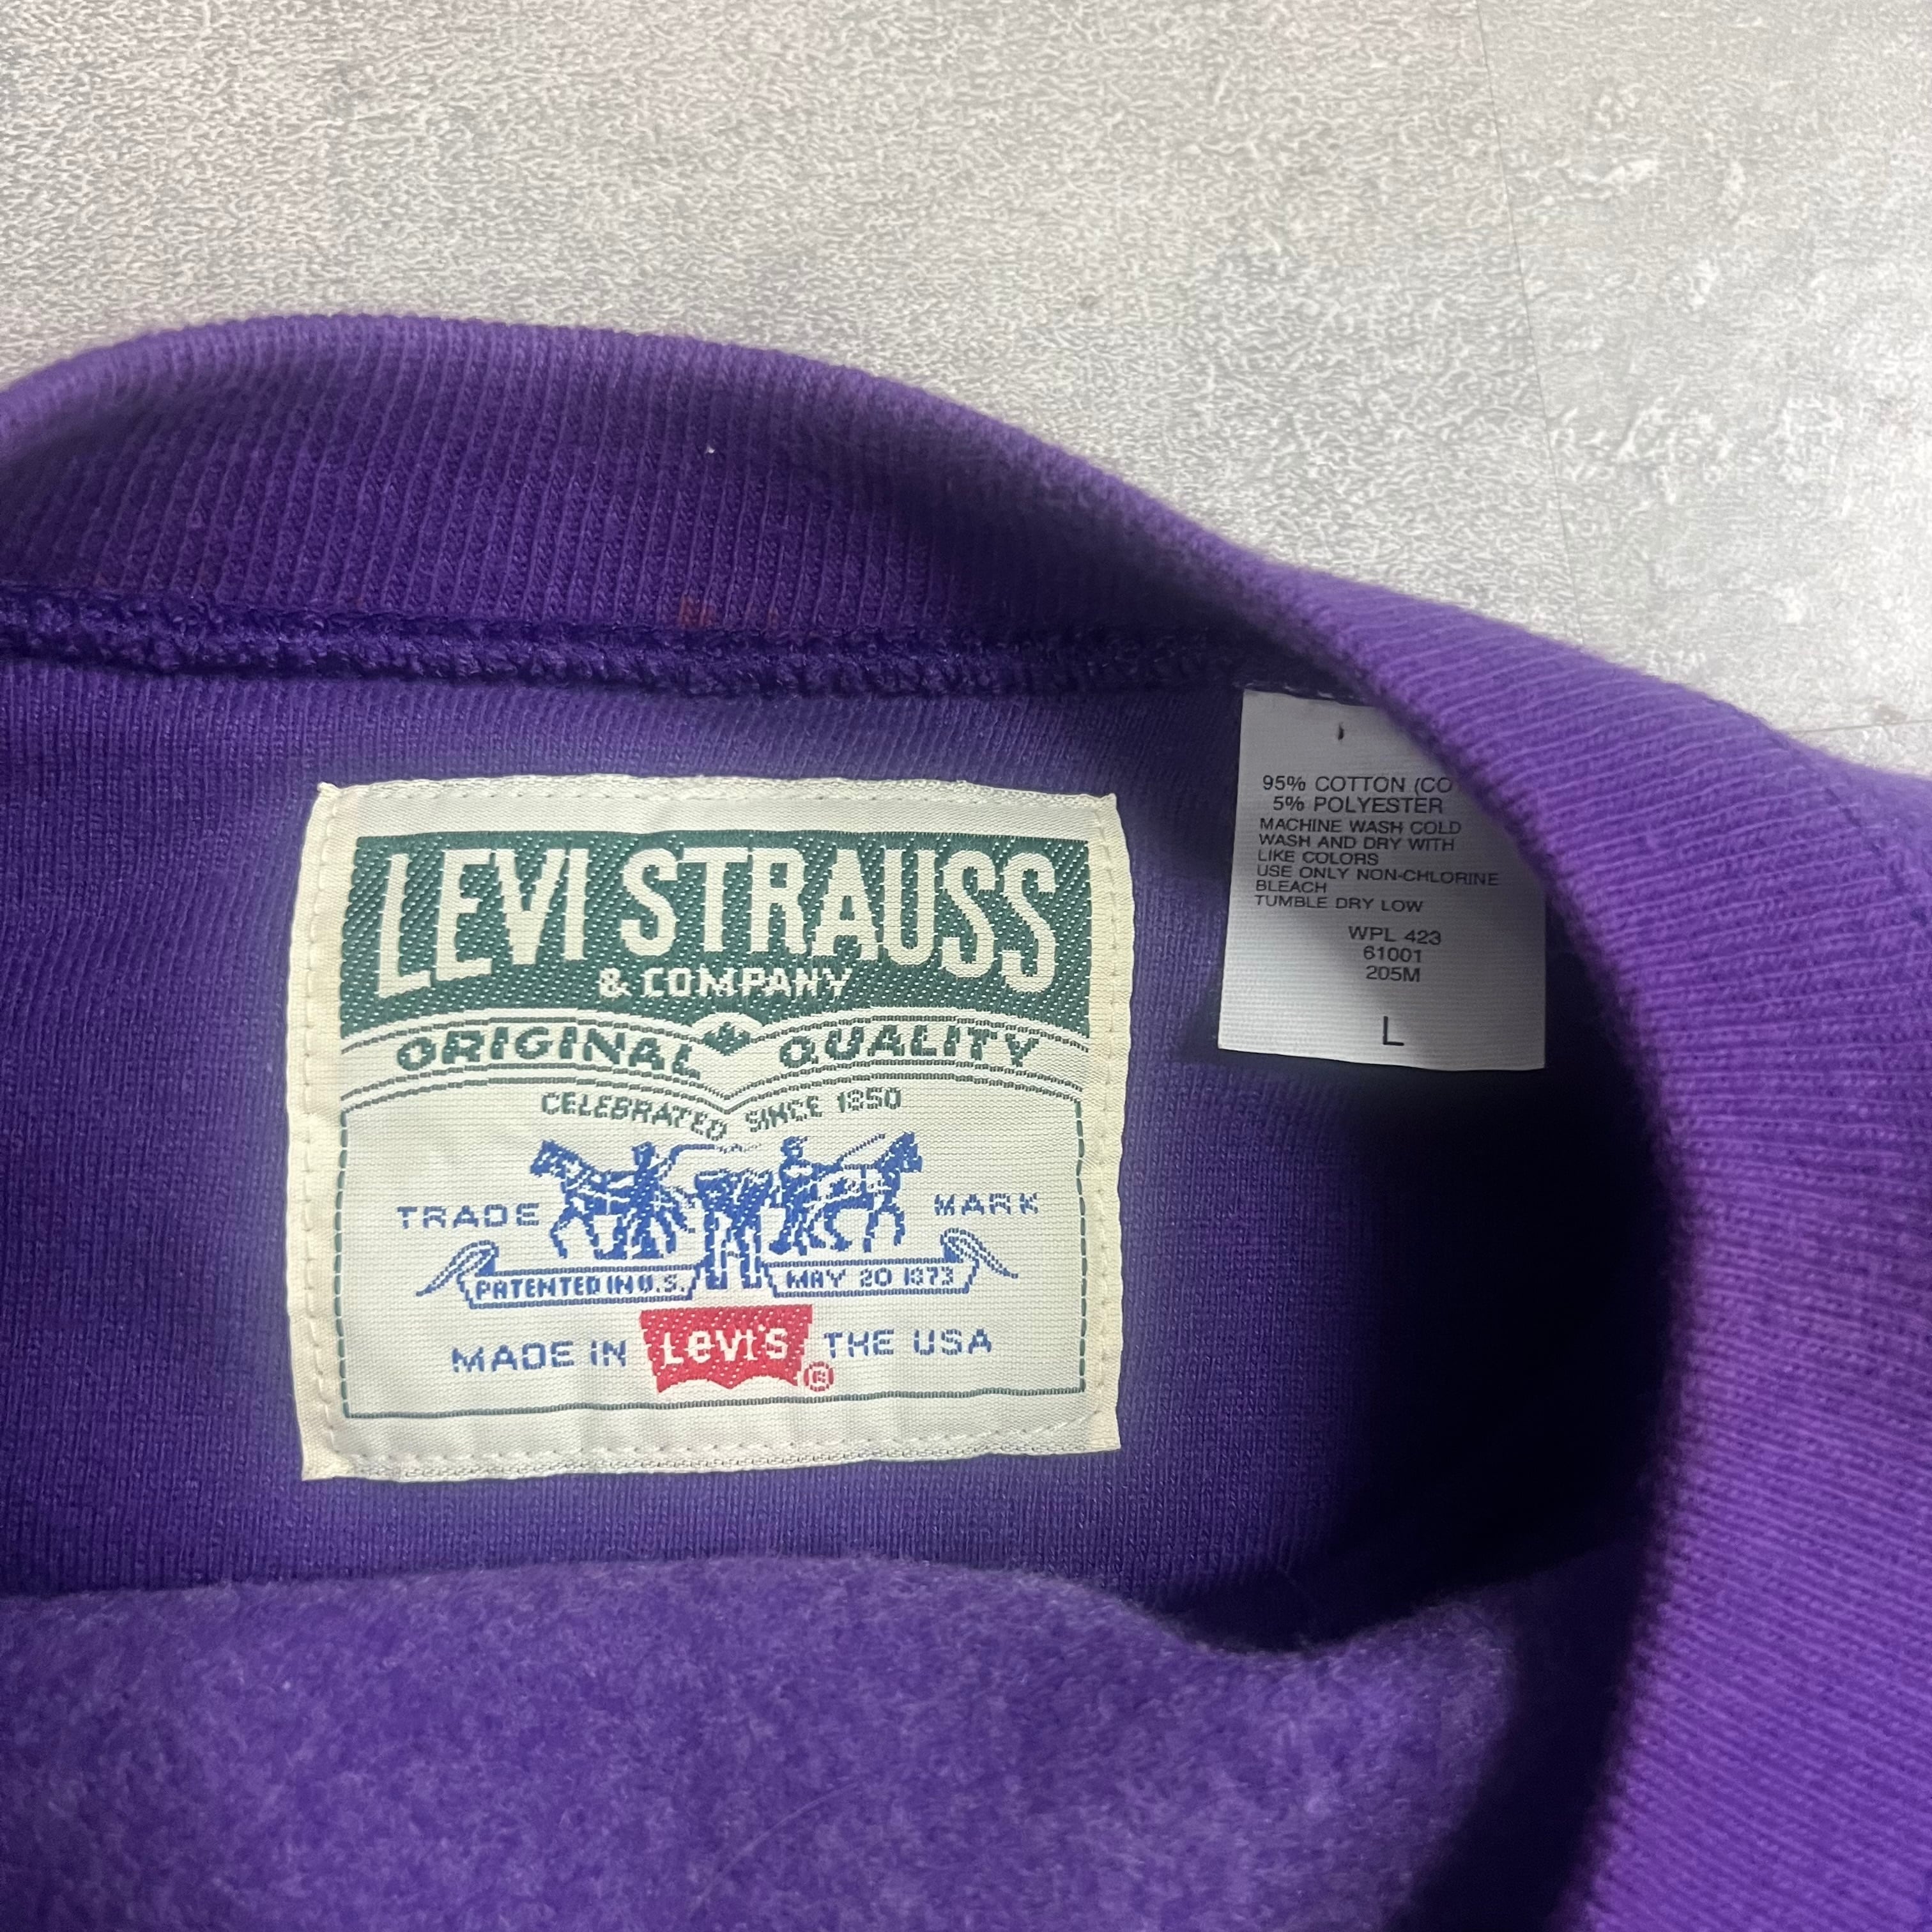 LEVI STRAUSS
& COMPANY
ORIGINAL QUALITY
CELEBRATED SINCE 1850
TRADE MARK
PATENTED IN U.S. MAY 20 1873
MADE IN Levi's ® THE USA
95% COTTON (CO
5% POLYESTER
MACHINE WASH COLD
WASH AND DRY WITH
LIKE COLORS
USE ONLY NON-CHLORINE
BLEACH
TUMBLE DRY LOW
WPL 423
61001
205M
L